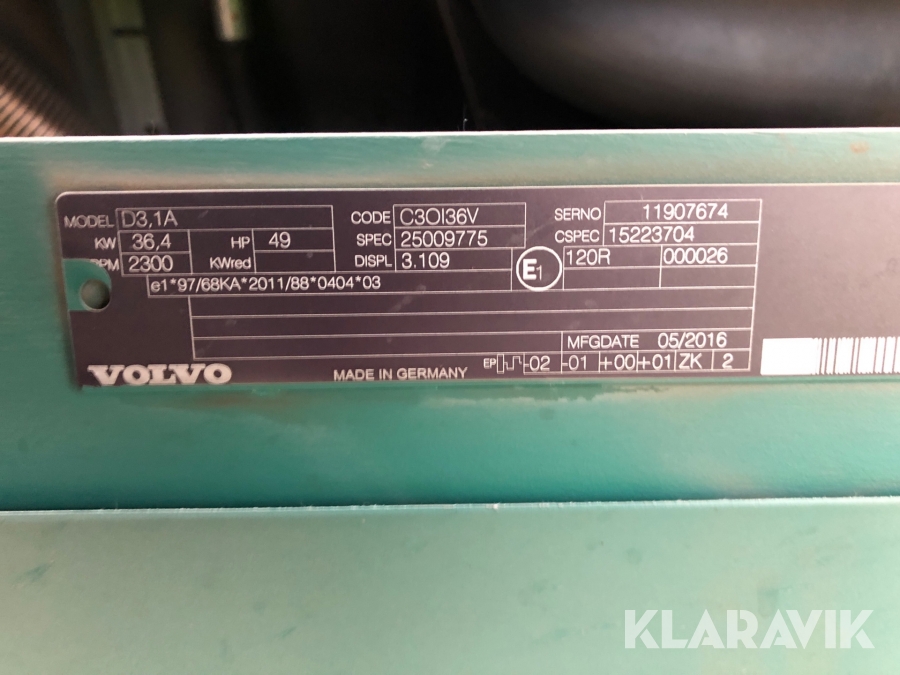 MODEL D3,1A CODE C3OI36V SERNO 11907674
KW 36,4 HP 49 SPEC 25009775 CSPEC 15223704
RPM 2300 KWred DISPL 3.109 E1 120R 000026
e1*97/68KA*2011/88*0404*03
MFGDATE 05/2016
VOLVO MADE IN GERMANY EP -02 -01 +00 +01 ZK 2
KLARAVIK